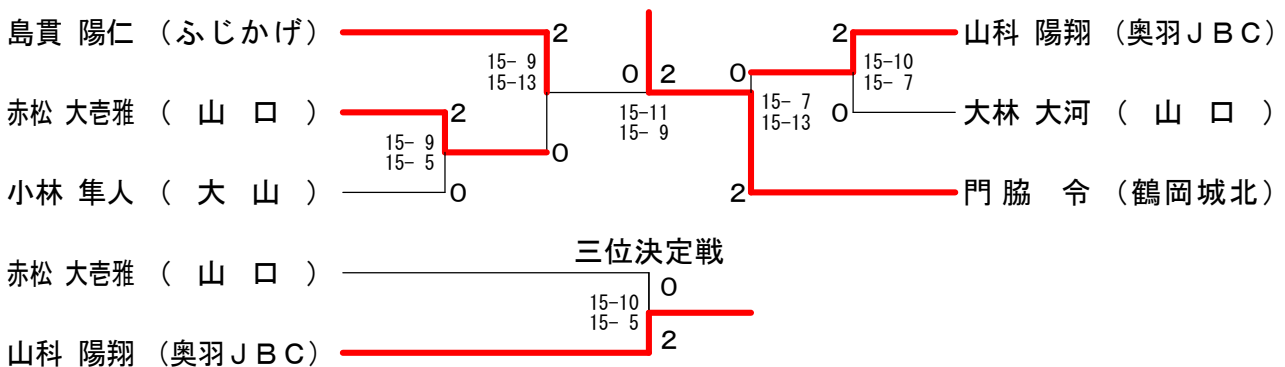 島貫 陽仁 （ふじかげ） 2 0 2 0 2 山科 陽翔 （奥羽ＪＢＣ）
15- 9 15-10
15-13 15- 7
赤松 大壱雅 （ 山 口 ） 2 15-11 15- 7 0 大林 大河 （ 山 口 ）
15- 9 0 15- 9 15-13
15- 5
小林 隼人 （ 大 山 ） 0 2 門脇 令 （鶴岡城北）
三位決定戦
赤松 大壱雅 （ 山 口 ） 0
15-10
15- 5
山科 陽翔 （奥羽ＪＢＣ） 2